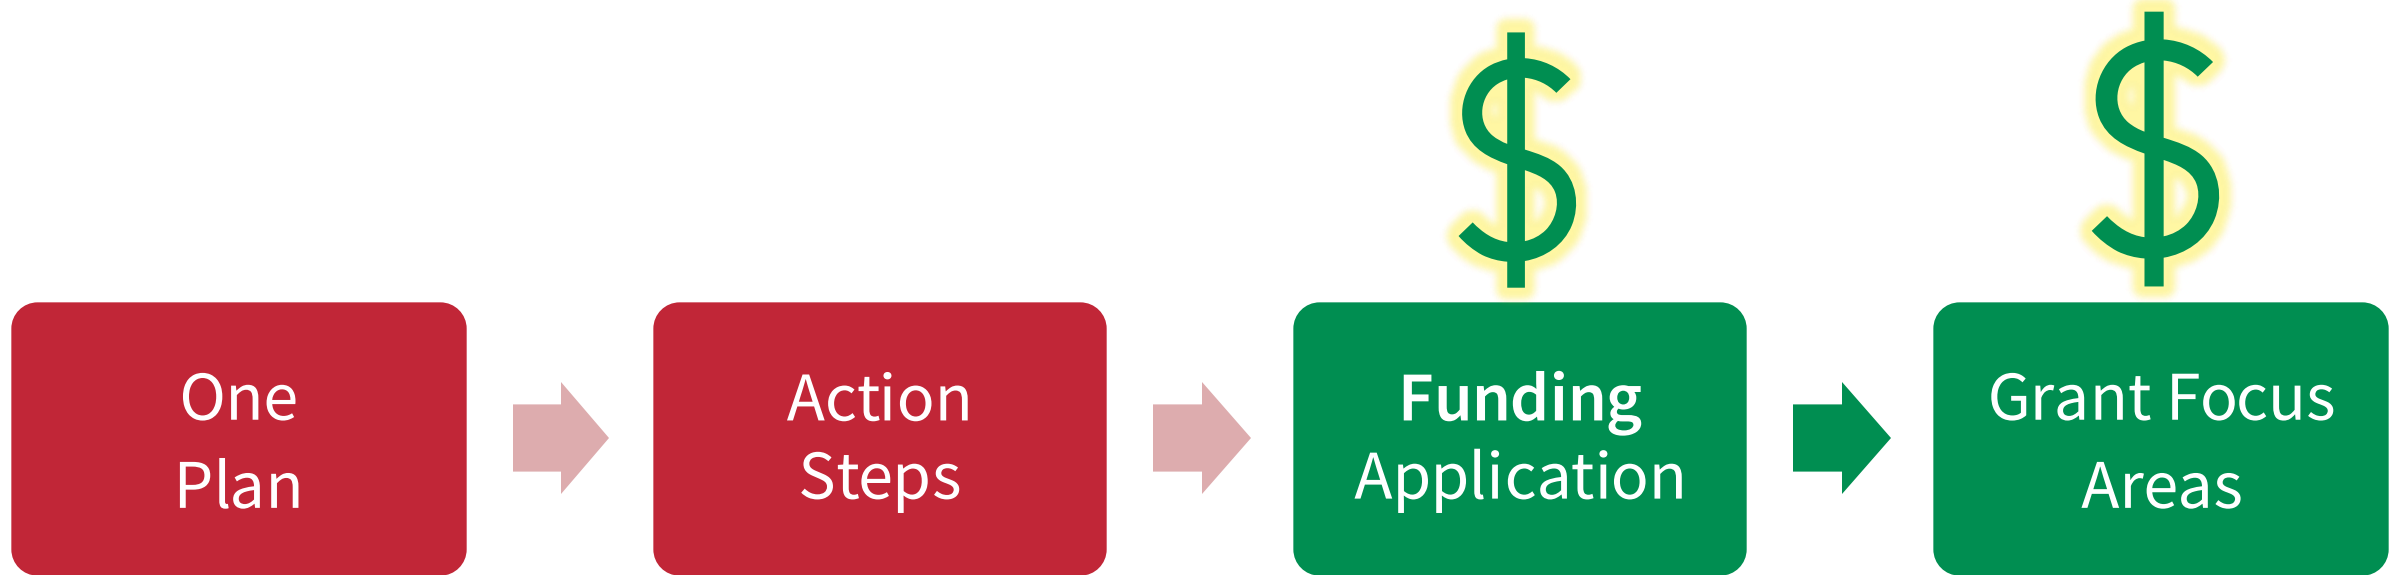 One
Plan
Action
Steps
Funding
Application
Grant Focus
Areas
$
$